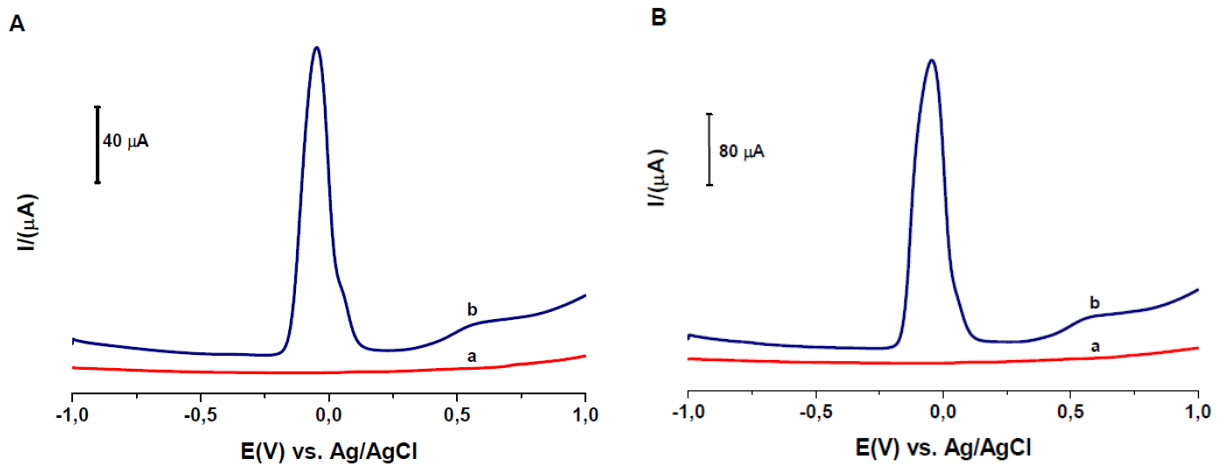 A
40 μA
I/(μA)
b
a
-1,0 -0,5 0,0 0,5 1,0
E(V) vs. Ag/AgCl
B
80 μA
I/(μA)
b
a
-1,0 -0,5 0,0 0,5 1,0
E(V) vs. Ag/AgCl